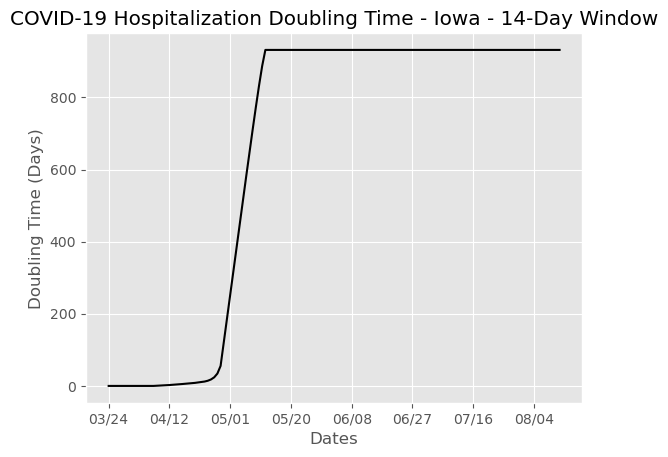 COVID-19 Hospitalization Doubling Time - Iowa - 14-Day Window
Doubling Time (Days)
800
600
400
200
0
03/24 04/12 05/01 05/20 06/08 06/27 07/16 08/04
Dates